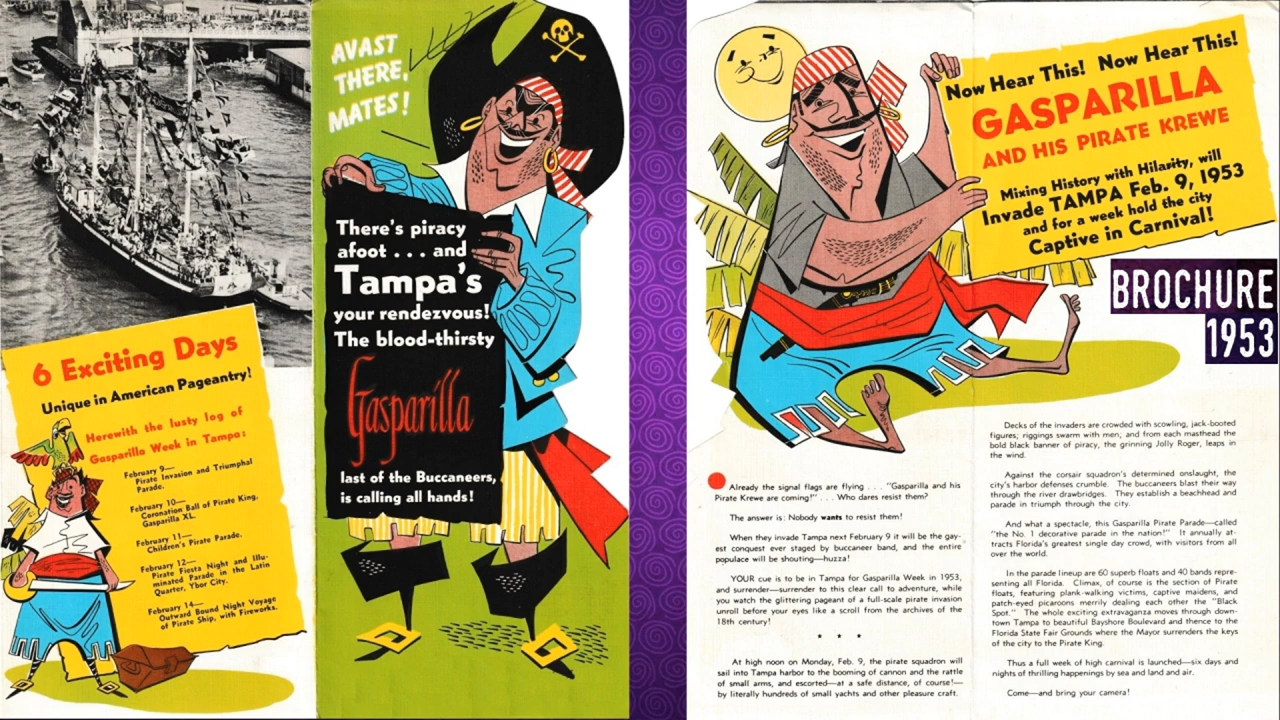 6 Exciting Days
Unique in American Pageantry!
Herewith the lusty log of
Gasparilla Week in Tampa:
February 9—
Pirate Invasion and Triumphal
Parade.
February 10—
Coronation Ball of Pirate King,
Gasparilla XL.
February 11—
Children's Pirate Parade.
February 12—
Pirate Fiesta Night and Illu-
minated Parade in the Latin
Quarter, Ybor City.
February 14—
Outward Bound Night Voyage
of Pirate Ship, with Fireworks.
AVAST
THERE,
MATES!
There's piracy
afoot . . . and
Tampa's
your rendezvous!
The blood-thirsty
Gasparilla
last of the Buccaneers,
is calling all hands!
Now Hear This! Now Hear This!
GASPARILLA
AND HIS PIRATE KREWE
Mixing History with Hilarity, will
Invade TAMPA Feb. 9, 1953
and for a week hold the city
Captive in Carnival!
BROCHURE
1953
Already the signal flags are flying . . . "Gasparilla and his
Pirate Krewe are coming!" . . . Who dares resist them?
The answer is: Nobody wants to resist them!
When they invade Tampa next February 9 it will be the gay-
est conquest ever staged by buccaneer band, and the entire
populace will be shouting—huzza!
YOUR cue is to be in Tampa for Gasparilla Week in 1953,
and surrender—surrender to this clear call to adventure, while
you watch the glittering pageant of a full-scale pirate invasion
unroll before your eyes like a scroll from the archives of the
18th century!
* * *
At high noon on Monday, Feb. 9, the pirate squadron will
sail into Tampa harbor to the booming of cannon and the rattle
of small arms, and escorted—at a safe distance, of course!—
by literally hundreds of small yachts and other pleasure craft.
Decks of the invaders are crowded with scowling, jack-booted
figures; riggings swarm with men; and from each masthead the
bold black banner of piracy, the grinning Jolly Roger, leaps in
the wind.
Against the corsair squadron's determined onslaught, the
city's harbor defenses crumble. The buccaneers blast their way
through the river drawbridges. They establish a beachhead and
parade in triumph through the city.
And what a spectacle, this Gasparilla Pirate Parade—called
"the No. 1 decorative parade in the nation!" It annually at-
tracts Florida's greatest single day crowd, with visitors from all
over the world.
In the parade lineup are 60 superb floats and 40 bands repre-
senting all Florida. Climax, of course is the section of Pirate
floats, featuring plank-walking victims, captive maidens, and
patch-eyed picaroons merrily dealing each other the "Black
Spot." The whole exciting extravaganza moves through down-
town Tampa to beautiful Bayshore Boulevard and thence to the
Florida State Fair Grounds where the Mayor surrenders the keys
of the city to the Pirate King.
Thus a full week of high carnival is launched—six days and
nights of thrilling happenings by sea and land and air.
Come—and bring your camera!